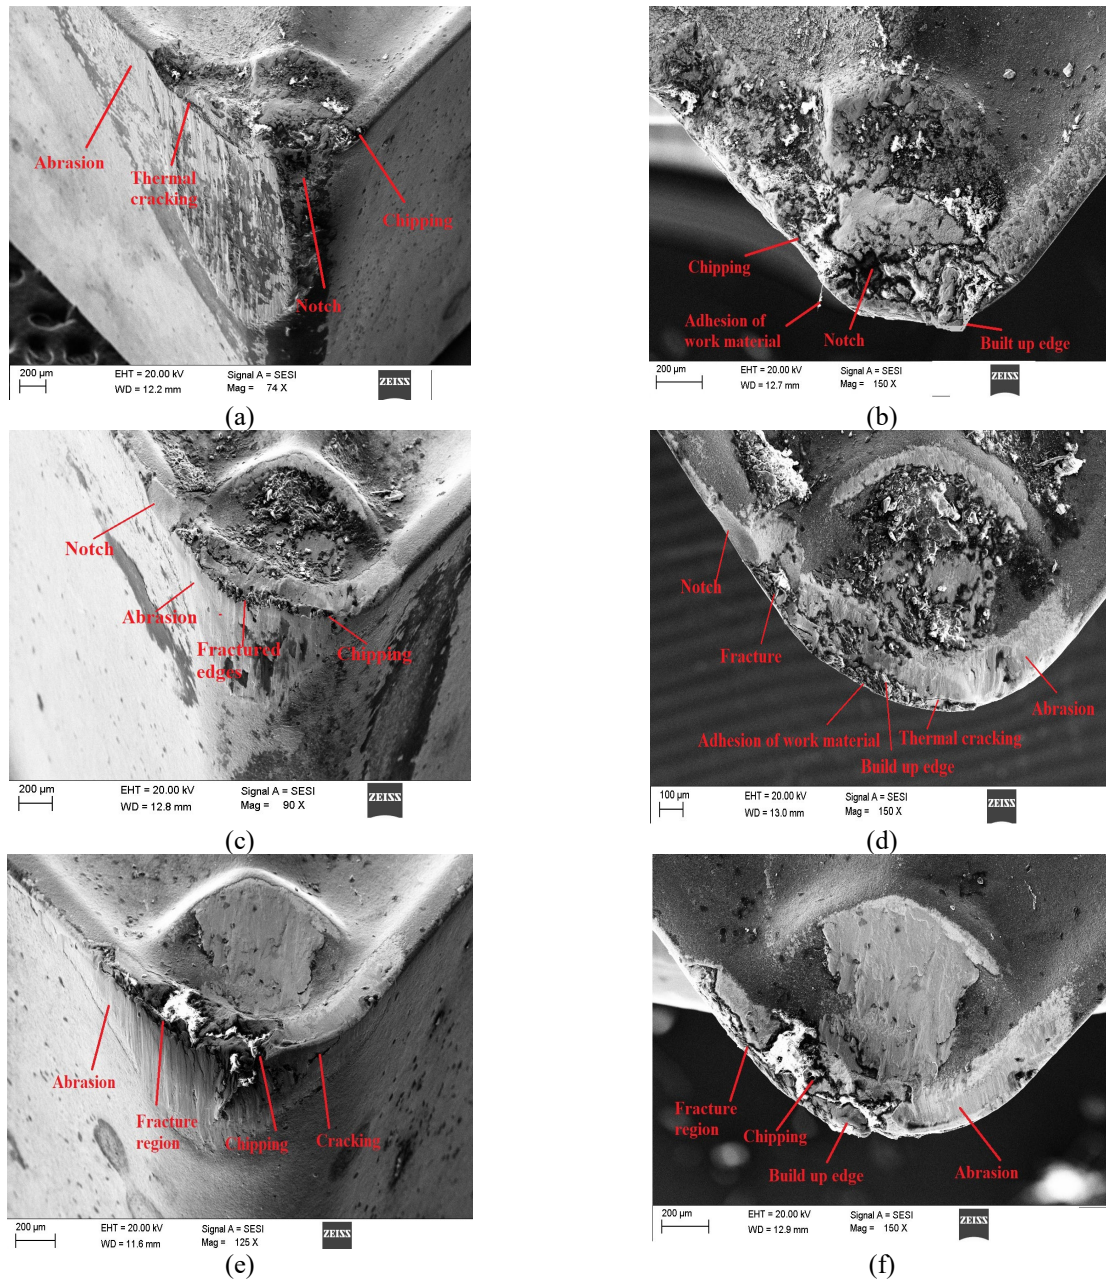 Abrasion
Thermal
cracking
Chipping
Notch
200 µm
EHT = 20.00 kV
Signal A = SESI
WD = 12.2 mm
Mag = 74 X
ZEISS
(a)
Chipping
Adhesion of
work material
Notch
Built up edge
200 µm
EHT = 20.00 kV
Signal A = SESI
WD = 12.7 mm
Mag = 150 X
ZEISS
(b)
Notch
Abrasion
Fractured
edges
Chipping
200 µm
EHT = 20.00 kV
Signal A = SESI
WD = 12.8 mm
Mag = 90 X
ZEISS
(c)
Notch
Fracture
Abrasion
Adhesion of work material
Thermal cracking
Build up edge
100 µm
EHT = 20.00 kV
Signal A = SESI
WD = 13.0 mm
Mag = 150 X
ZEISS
(d)
Abrasion
Fracture
region
Chipping
Cracking
200 µm
EHT = 20.00 kV
Signal A = SESI
WD = 11.6 mm
Mag = 125 X
ZEISS
(e)
Fracture
region
Chipping
Build up edge
Abrasion
200 µm
EHT = 20.00 kV
Signal A = SESI
WD = 12.9 mm
Mag = 150 X
ZEISS
(f)